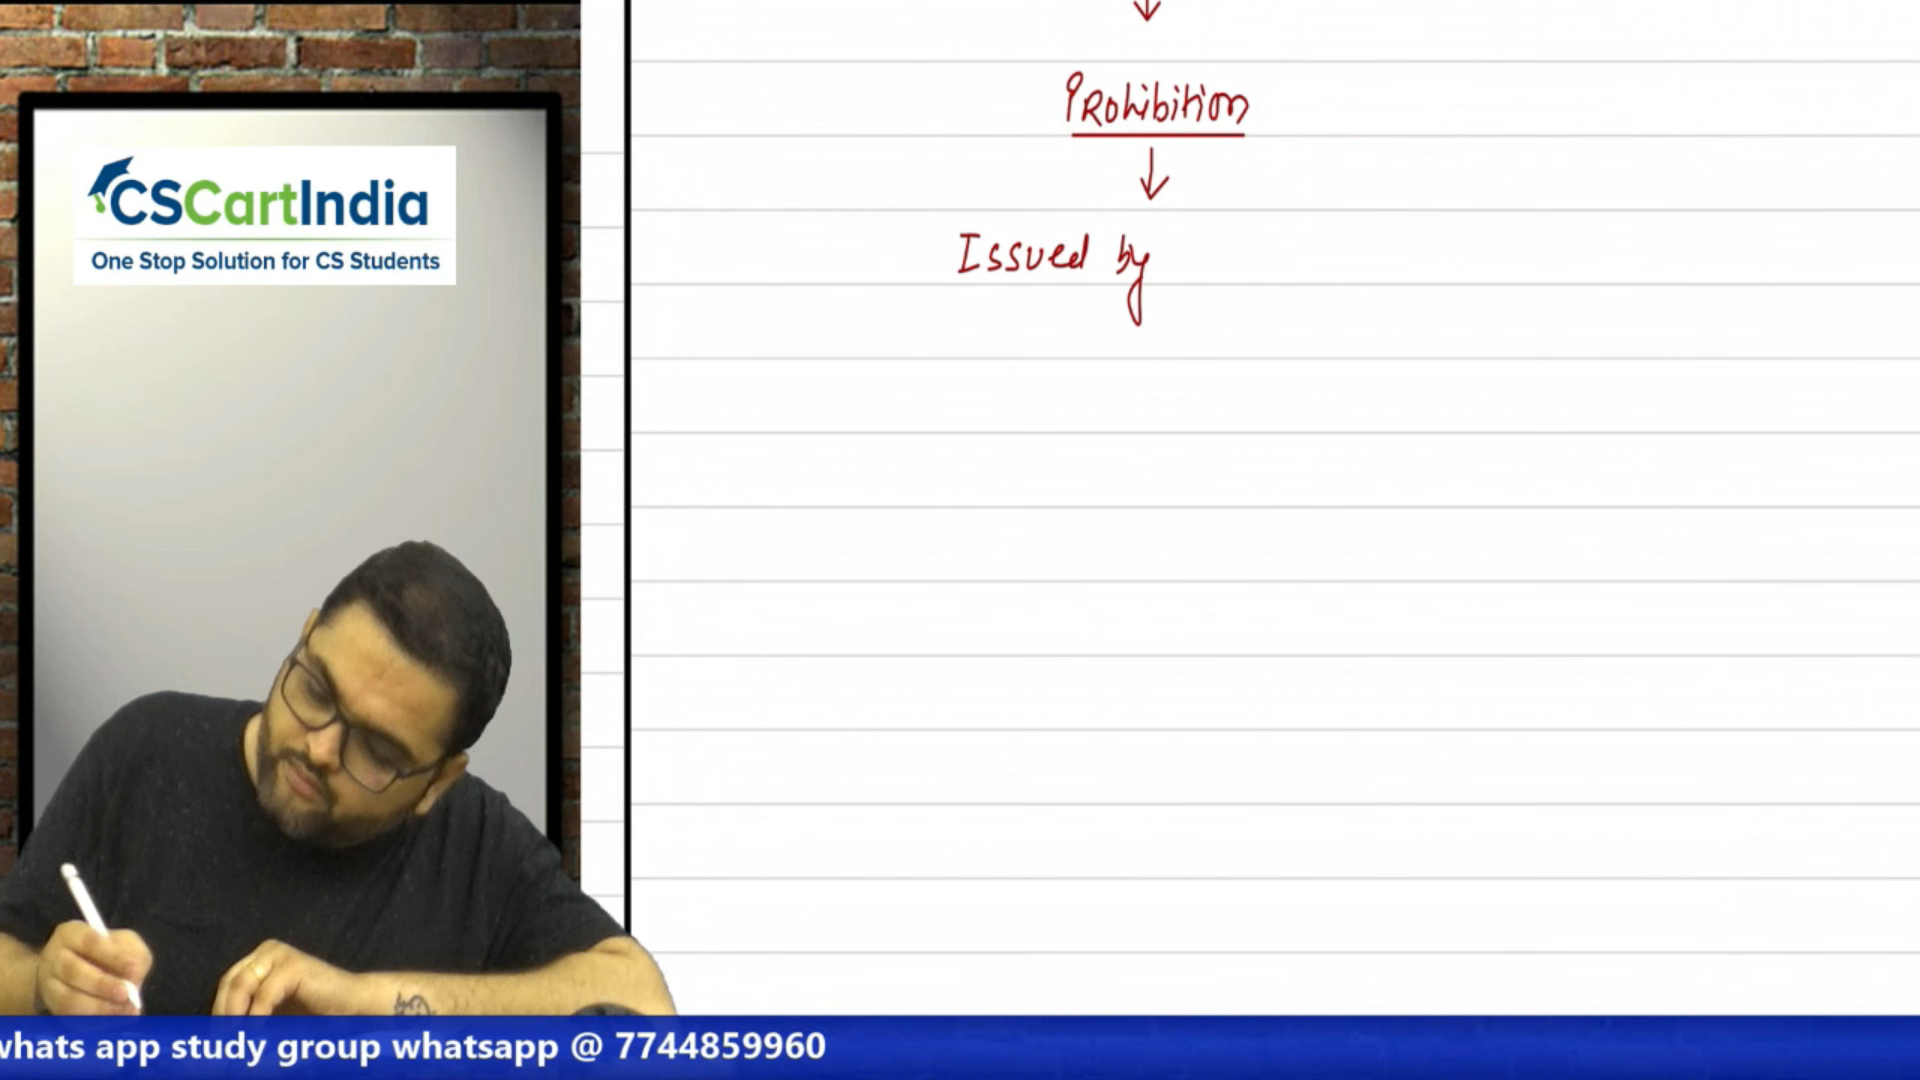 CSCartIndia
One Stop Solution for CS Students
PRohibition
Issued by
whats app study group whatsapp @ 7744859960